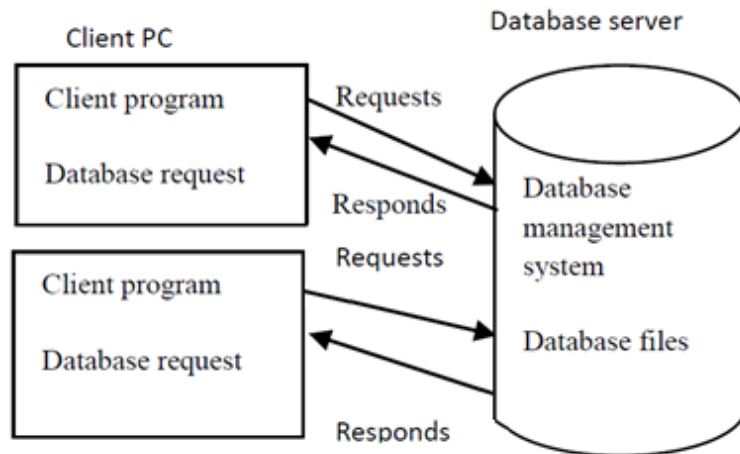 Client PC
Database server
Client program
Database request
Requests
Responds
Database
management
system
Database files
Client program
Database request
Requests
Responds